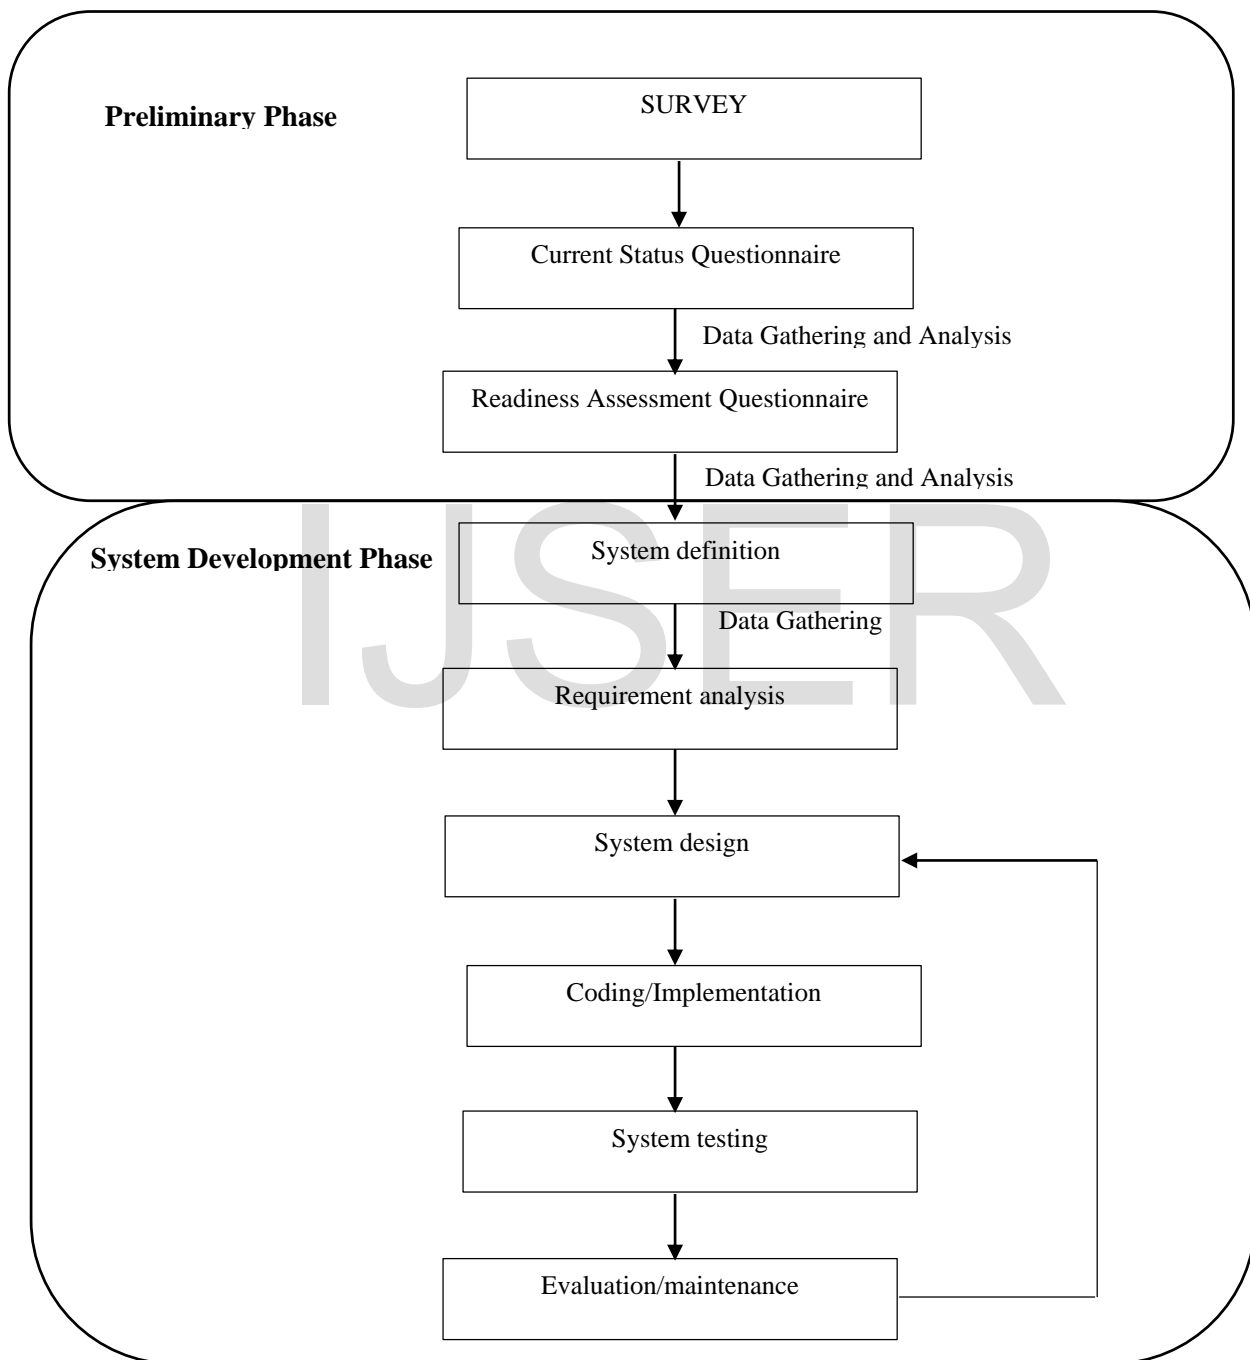 SURVEY
Preliminary Phase
Current Status Questionnaire
Data Gathering and Analysis
Readiness Assessment Questionnaire
Data Gathering and Analysis
System definition
System Development Phase
Data Gathering
IJSER
Requirement analysis
System design
Coding/Implementation
System testing
Evaluation/maintenance